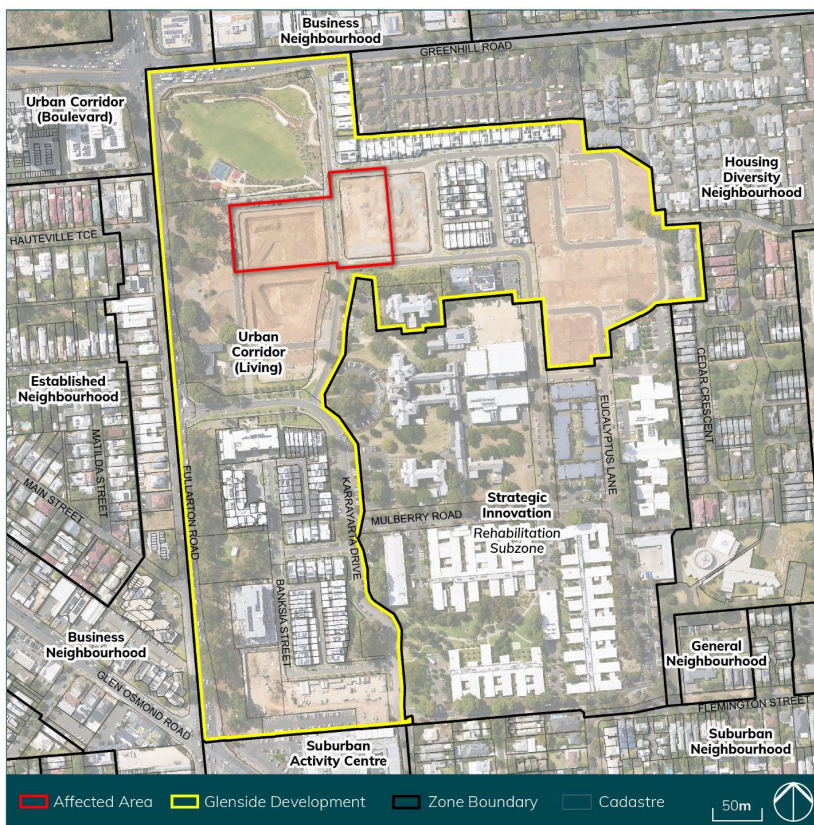 Business
Neighbourhood
GREENHILL ROAD
Urban Corridor
(Boulevard)
Housing
Diversity
Neighbourhood
HAUTEVILLE TCE
Urban
Corridor
(Living)
Established
Neighbourhood
CEDAR CRESCENT
EUCALYPTUS LANE
MATILDA STREET
MAIN STREET
FULLARTON ROAD
KARRAYARTA DRIVE
Strategic
Innovation
Rehabilitation
Subzone
MULBERRY ROAD
BANKSIA STREET
Business
Neighbourhood
General
Neighbourhood
GLEN OSMOND ROAD
FLEMINGTON STREET
Suburban
Activity Centre
Suburban
Neighbourhood
Affected Area
Glenside Development
Zone Boundary
Cadastre
50m